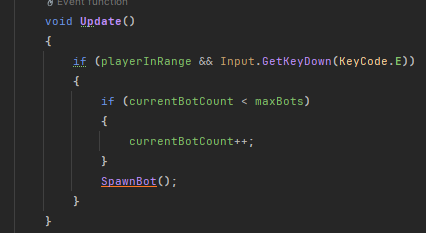 Event function
void Update()
{
if (playerInRange && Input.GetKeyDown(KeyCode.E))
{
if (currentBotCount < maxBots)
{
currentBotCount++;
}
SpawnBot();
}
}